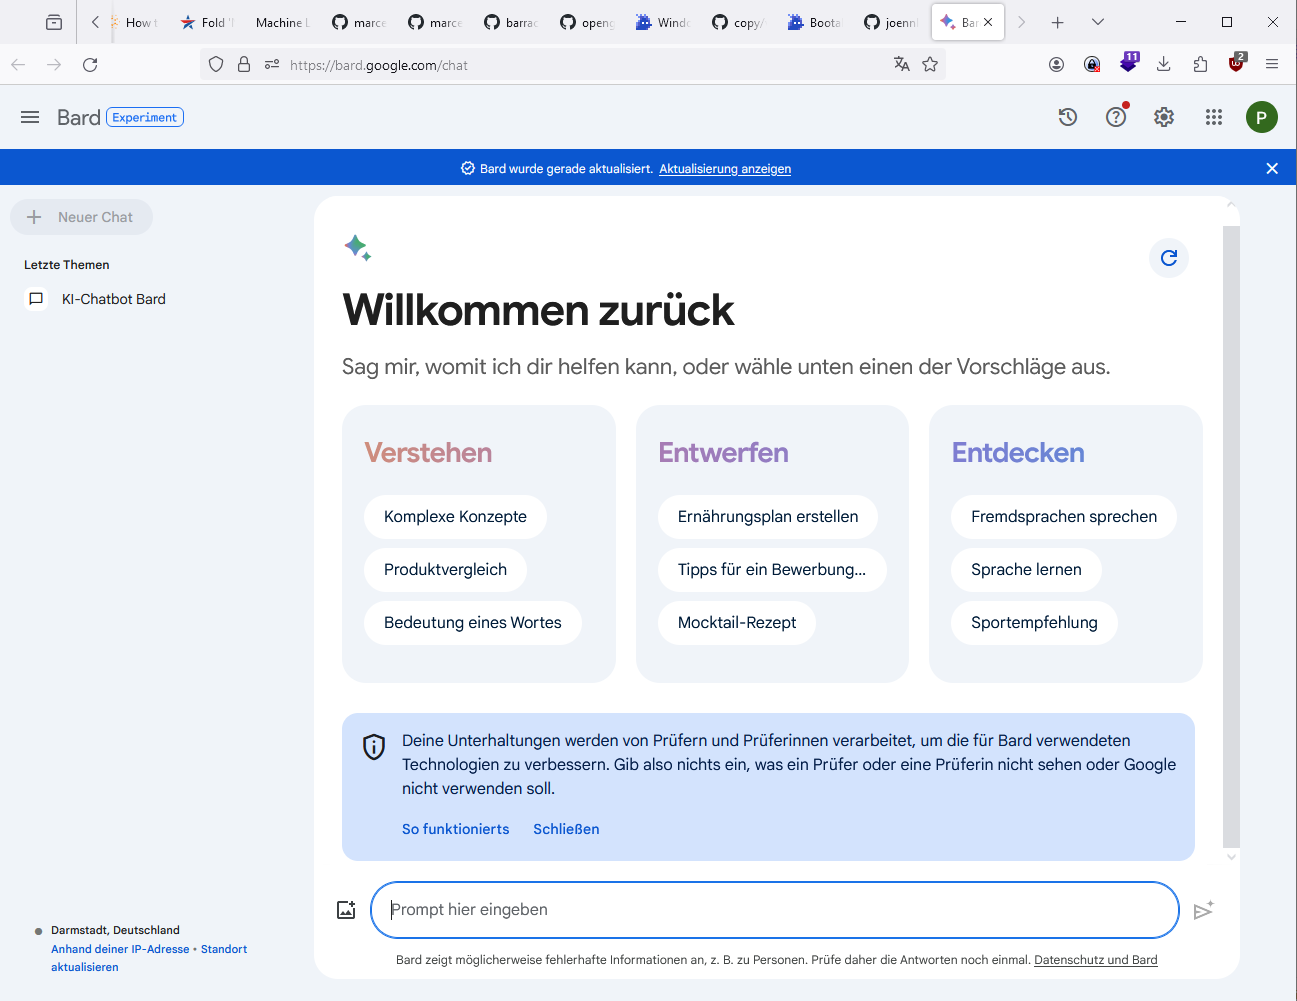 How t
Fold '
Machine L
marce
marce
barrac
openg
Windo
copy/
Boota
joenn
Bar
https://bard.google.com/chat
11
2
Bard Experiment
P
Bard wurde gerade aktualisiert. Aktualisierung anzeigen
Neuer Chat
Letzte Themen
KI-Chatbot Bard
Willkommen zurück
Sag mir, womit ich dir helfen kann, oder wähle unten einen der Vorschläge aus.
Verstehen
Komplexe Konzepte
Produktvergleich
Bedeutung eines Wortes
Entwerfen
Ernährungsplan erstellen
Tipps für ein Bewerbung...
Mocktail-Rezept
Entdecken
Fremdsprachen sprechen
Sprache lernen
Sportempfehlung
Deine Unterhaltungen werden von Prüfern und Prüferinnen verarbeitet, um die für Bard verwendeten
Technologien zu verbessern. Gib also nichts ein, was ein Prüfer oder eine Prüferin nicht sehen oder Google
nicht verwenden soll.
So funktionierts Schließen
Prompt hier eingeben
Bard zeigt möglicherweise fehlerhafte Informationen an, z. B. zu Personen. Prüfe daher die Antworten noch einmal. Datenschutz und Bard
Darmstadt, Deutschland
Anhand deiner IP-Adresse • Standort
aktualisieren